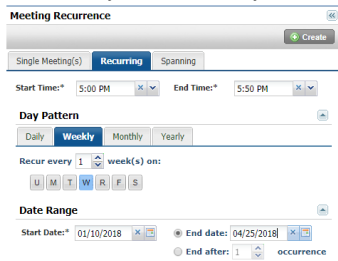 Meeting Recurrence
Create
Single Meeting(s) Recurring Spanning
Start Time:* 5:00 PM End Time:* 5:50 PM
Day Pattern
Daily Weekly Monthly Yearly
Recur every 1 week(s) on:
U M T W R F S
Date Range
Start Date:* 01/10/2018 End date: 04/25/2018
End after: 1 occurrence